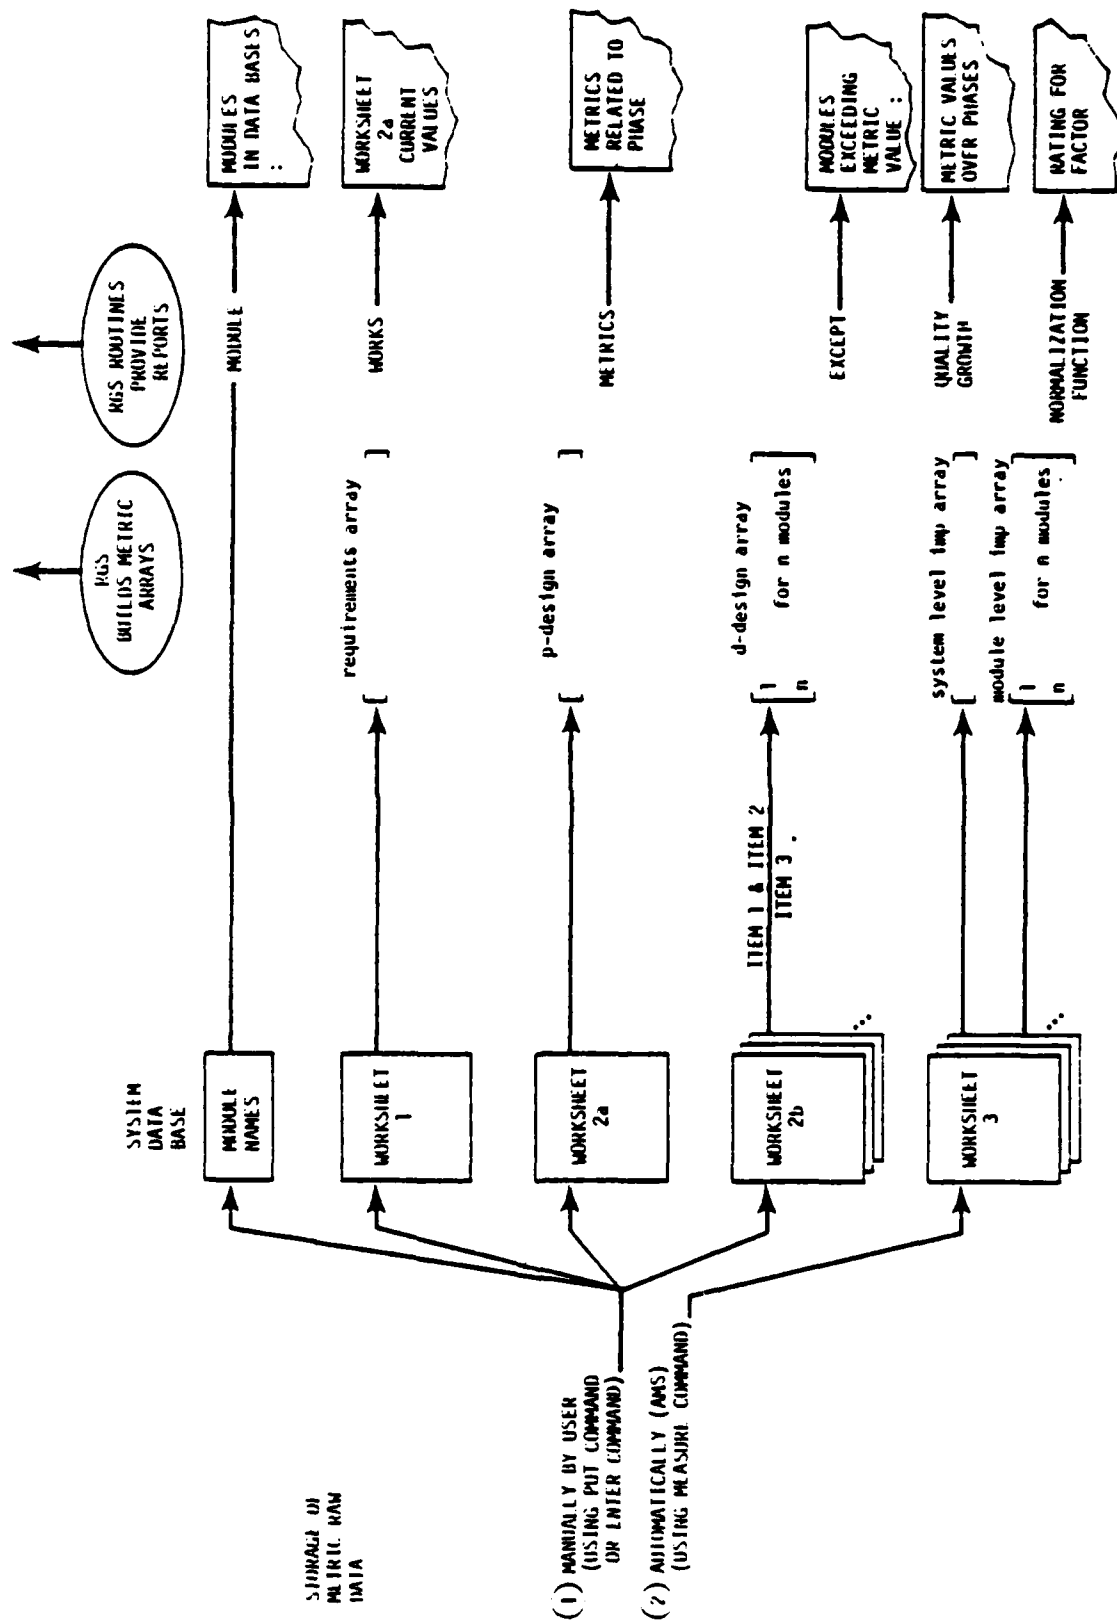 STORAGE OF
METRIC RAW
DATA
(1) MANUALLY BY USER
(USING PUT COMMAND
OR ENTER COMMAND)
(2) AUTOMATICALLY (AMS)
(USING MEASURE COMMAND)
SYSTEM
DATA
BASE
MODULE
NAMES
WORKSHEET
1
WORKSHEET
2a
WORKSHEET
2b
...
WORKSHEET
3
...
ITEM 1 & ITEM 2
ITEM 3 .
RGS
BUILDS METRIC
ARRAYS
requirements array
[ ]
p-design array
[ ]
d-design array
1
n
for n modules
system level imp array
[ ]
module level imp array
1
n
for n modules
RGS ROUTINES
PROVIDE
REPORTS
MODULE
WORKS
METRICS
EXCEPT
QUALITY
GROWTH
NORMALIZATION
FUNCTION
MODULES
IN DATA BASES
:
WORKSHEET
2a
CURRENT
VALUES
METRICS
RELATED TO
PHASE
MODULES
EXCEEDING
METRIC
VALUE :
METRIC VALUES
OVER PHASES
RATING FOR
FACTOR